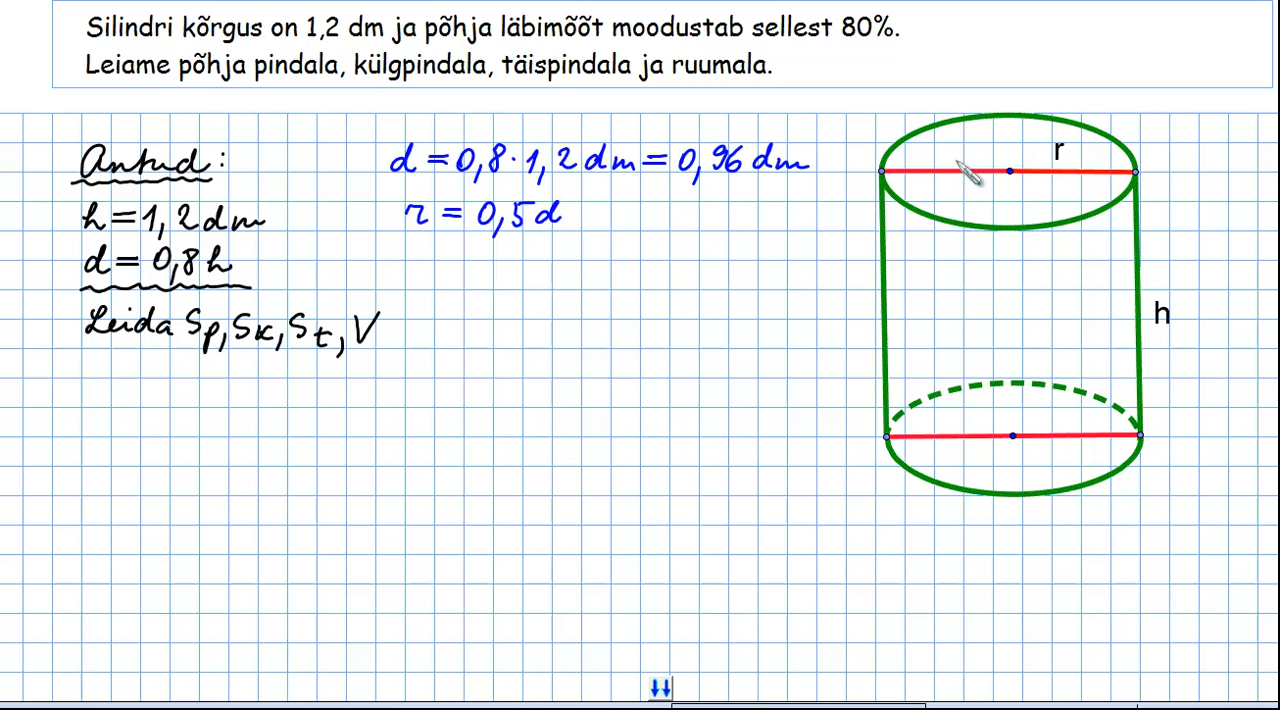 Silindri kõrgus on 1,2 dm ja põhja läbimõõt moodustab sellest 80%.
Leiame põhja pindala, külgpindala, täispindala ja ruumala.
Antud:
h = 1,2 dm
d = 0,8 h
Leida Sp, Sk, St, V
d = 0,8 · 1,2 dm = 0,96 dm
r = 0,5 d
r
h